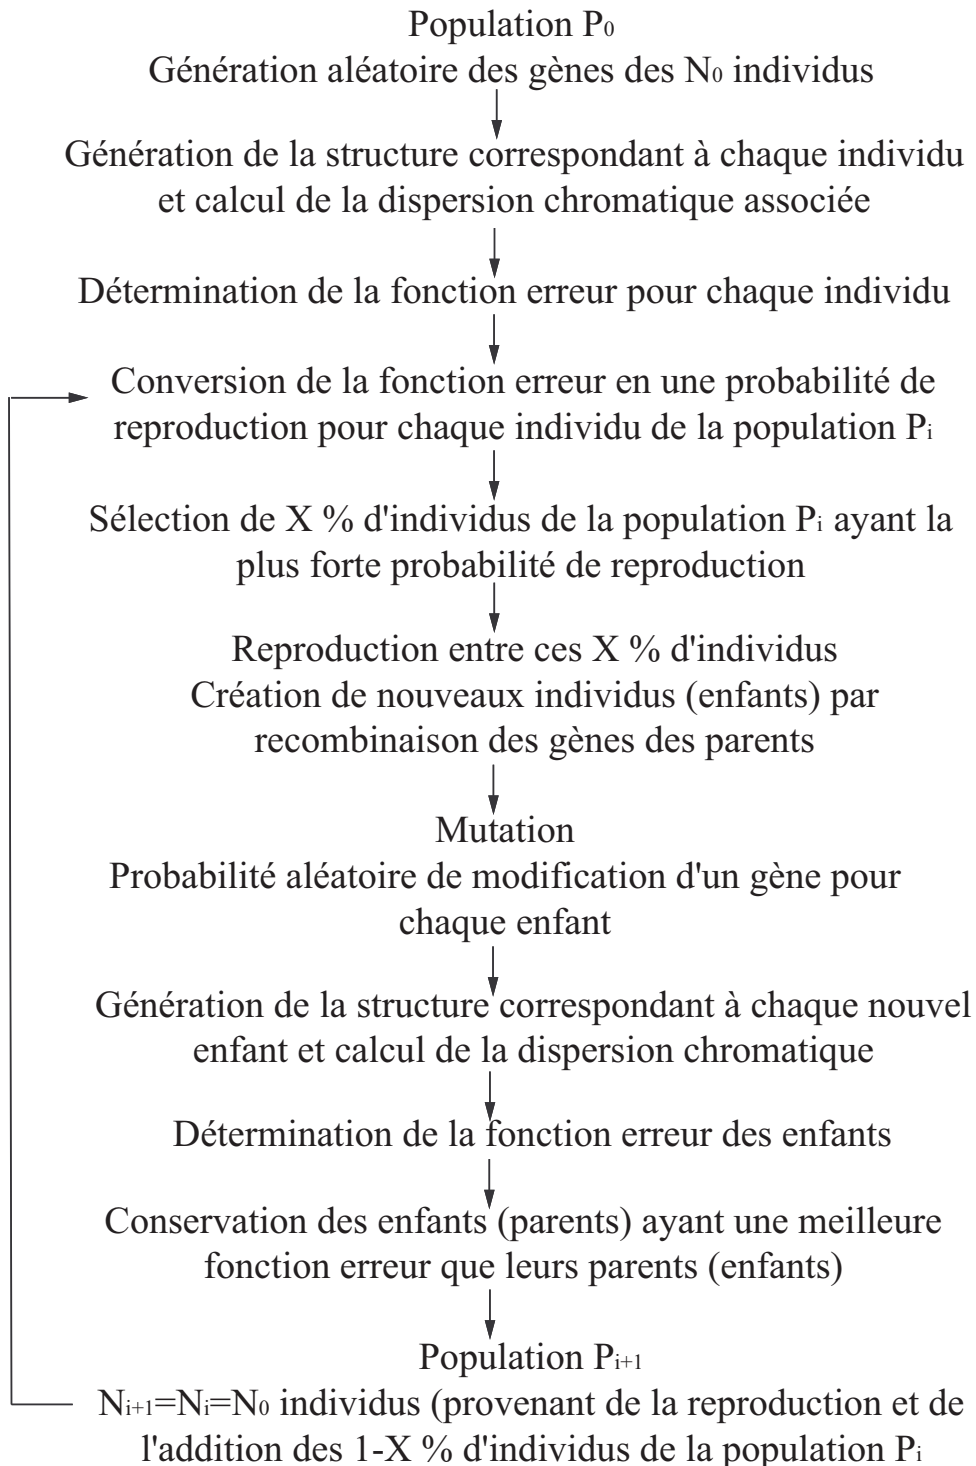 Population P₀
Génération aléatoire des gènes des N₀ individus
Génération de la structure correspondant à chaque individu
et calcul de la dispersion chromatique associée
Détermination de la fonction erreur pour chaque individu
Conversion de la fonction erreur en une probabilité de
reproduction pour chaque individu de la population Pᵢ
Sélection de X % d'individus de la population Pᵢ ayant la
plus forte probabilité de reproduction
Reproduction entre ces X % d'individus
Création de nouveaux individus (enfants) par
recombinaison des gènes des parents
Mutation
Probabilité aléatoire de modification d'un gène pour
chaque enfant
Génération de la structure correspondant à chaque nouvel
enfant et calcul de la dispersion chromatique
Détermination de la fonction erreur des enfants
Conservation des enfants (parents) ayant une meilleure
fonction erreur que leurs parents (enfants)
Population Pᵢ₊₁
Nᵢ₊₁=Nᵢ=N₀ individus (provenant de la reproduction et de
l'addition des 1-X % d'individus de la population Pᵢ